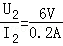 U₂/I₂ = 6V/0.2A